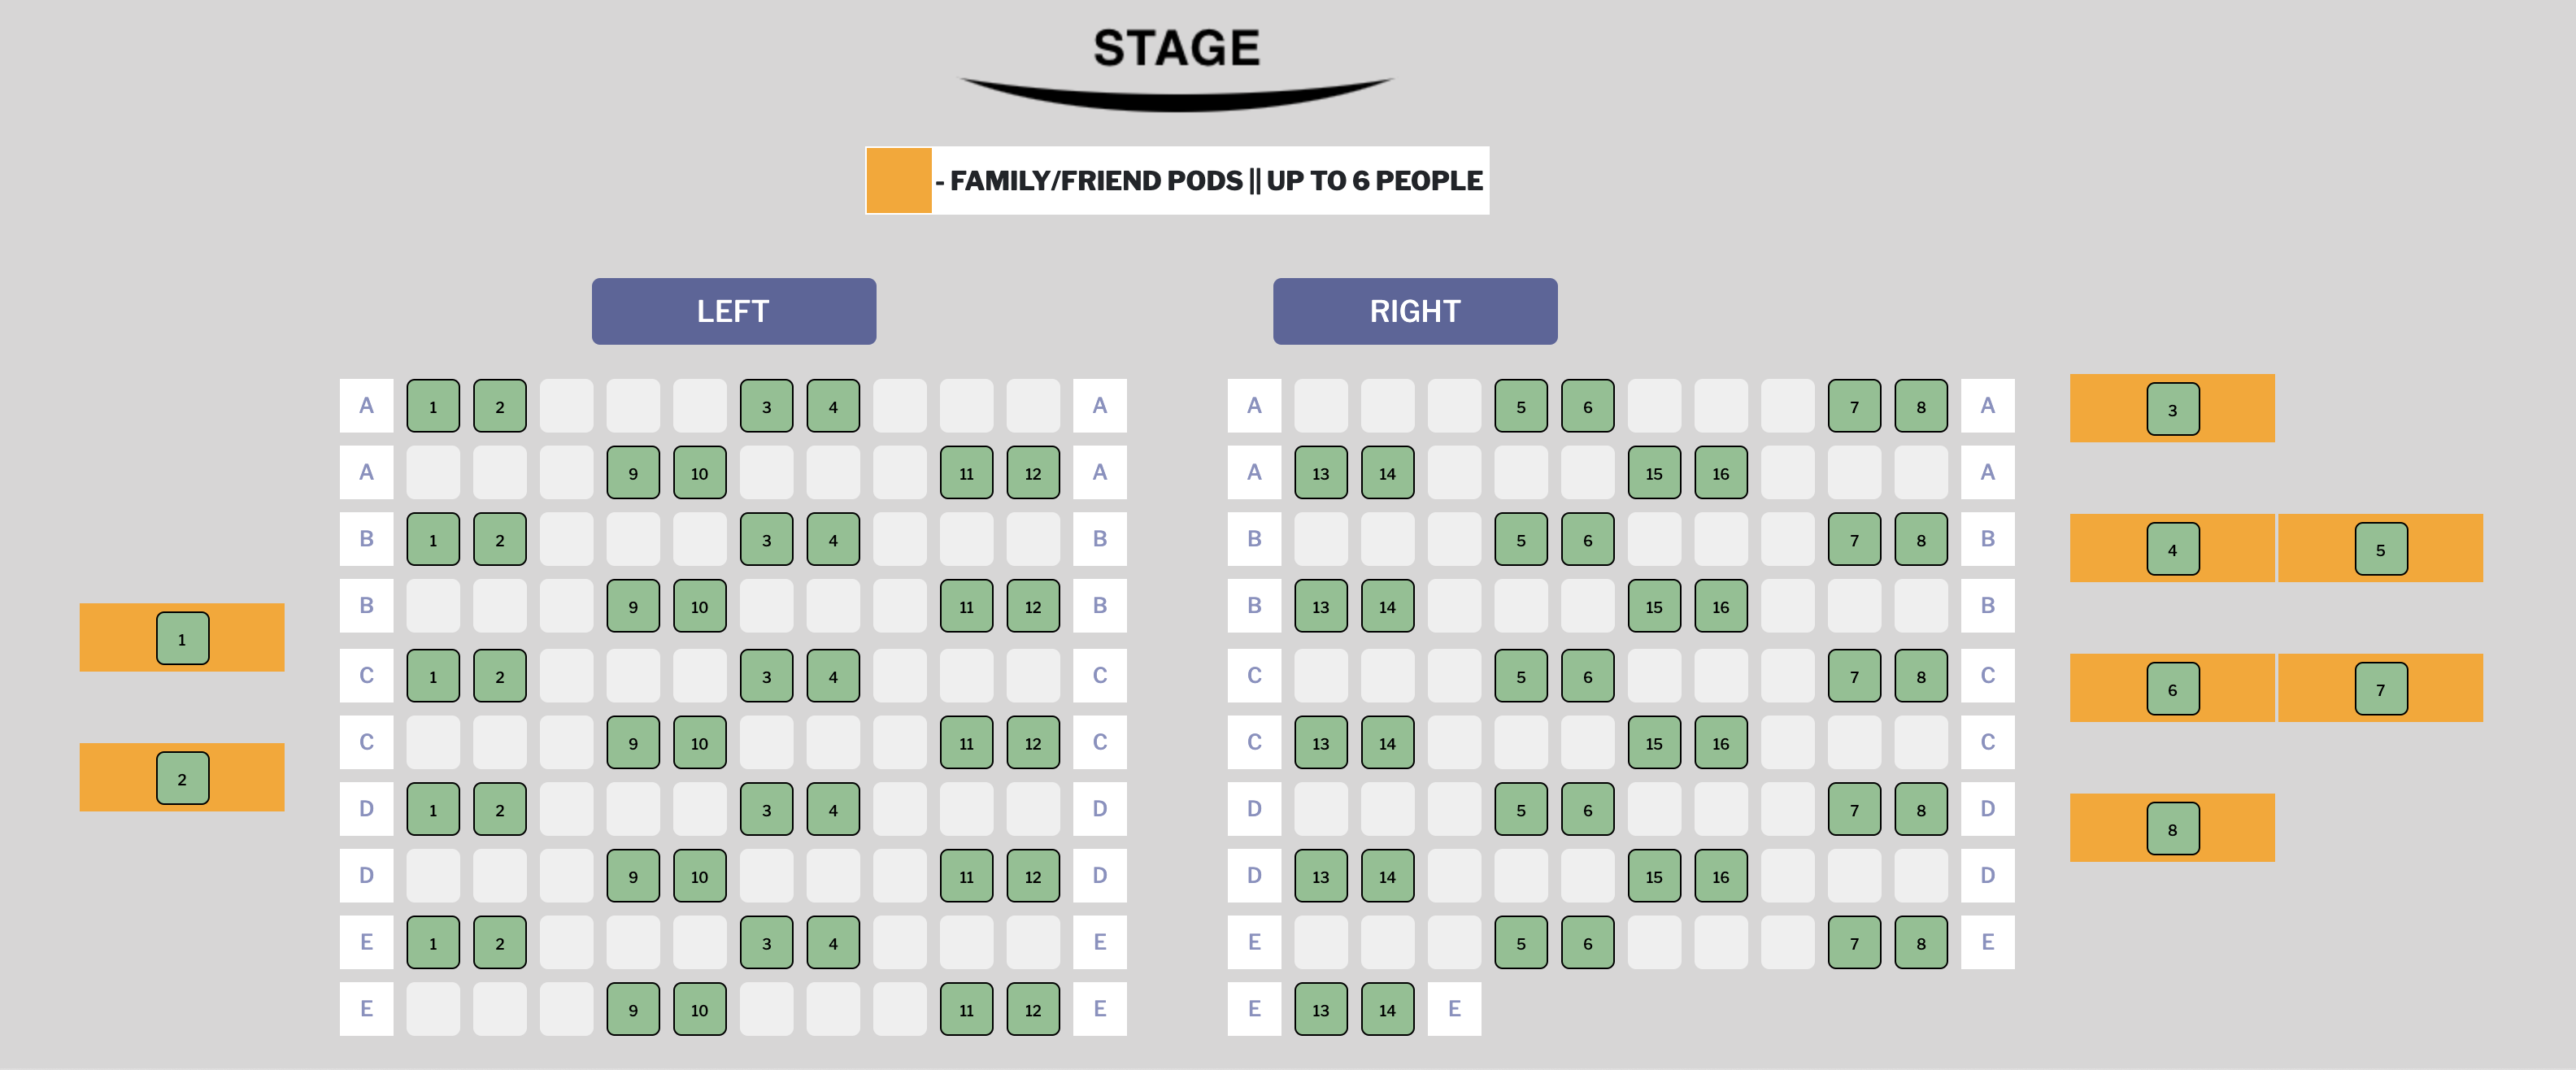 STAGE
- FAMILY/FRIEND PODS || UP TO 6 PEOPLE
LEFT RIGHT
A 1 2 3 4 A A 5 6 7 8 A 3
A 9 10 11 12 A A 13 14 15 16 A
B 1 2 3 4 B B 5 6 7 8 B 4 5
B 9 10 11 12 B B 13 14 15 16 B
1
C 1 2 3 4 C C 5 6 7 8 C 6 7
C 9 10 11 12 C C 13 14 15 16 C
2
D 1 2 3 4 D D 5 6 7 8 D 8
D 9 10 11 12 D D 13 14 15 16 D
E 1 2 3 4 E E 5 6 7 8 E
E 9 10 11 12 E E 13 14 E